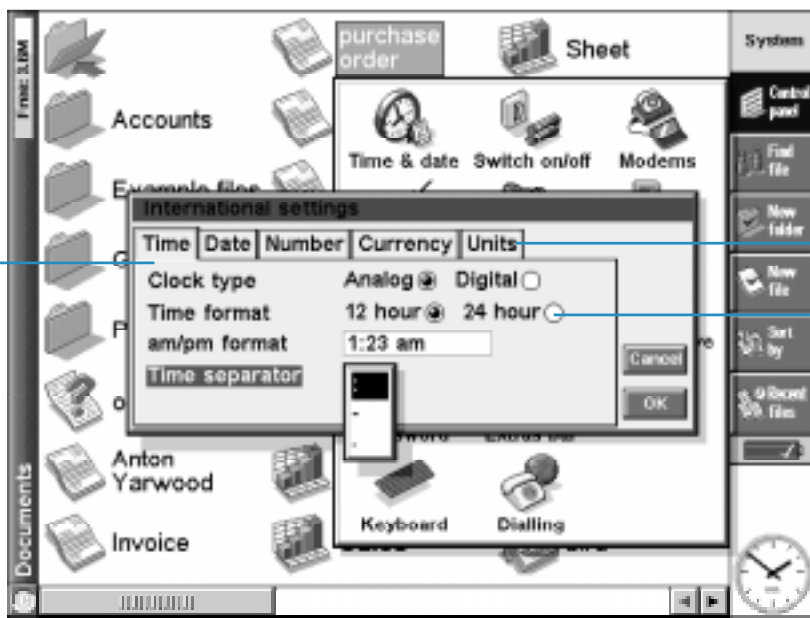 Free: 3.8M
Documents
purchase
order
Sheet
Accounts
Example files
Anton
Yarwood
Invoice
Time & date
Switch on/off
Modems
Keyboard
Dialling
International settings
Time
Date
Number
Currency
Units
Clock type
Analog
Digital
Time format
12 hour
24 hour
am/pm format
1:23 am
Time separator
:
-
.
Cancel
OK
System
Control
panel
Find
file
New
folder
New
file
Sort
by
Recent
files